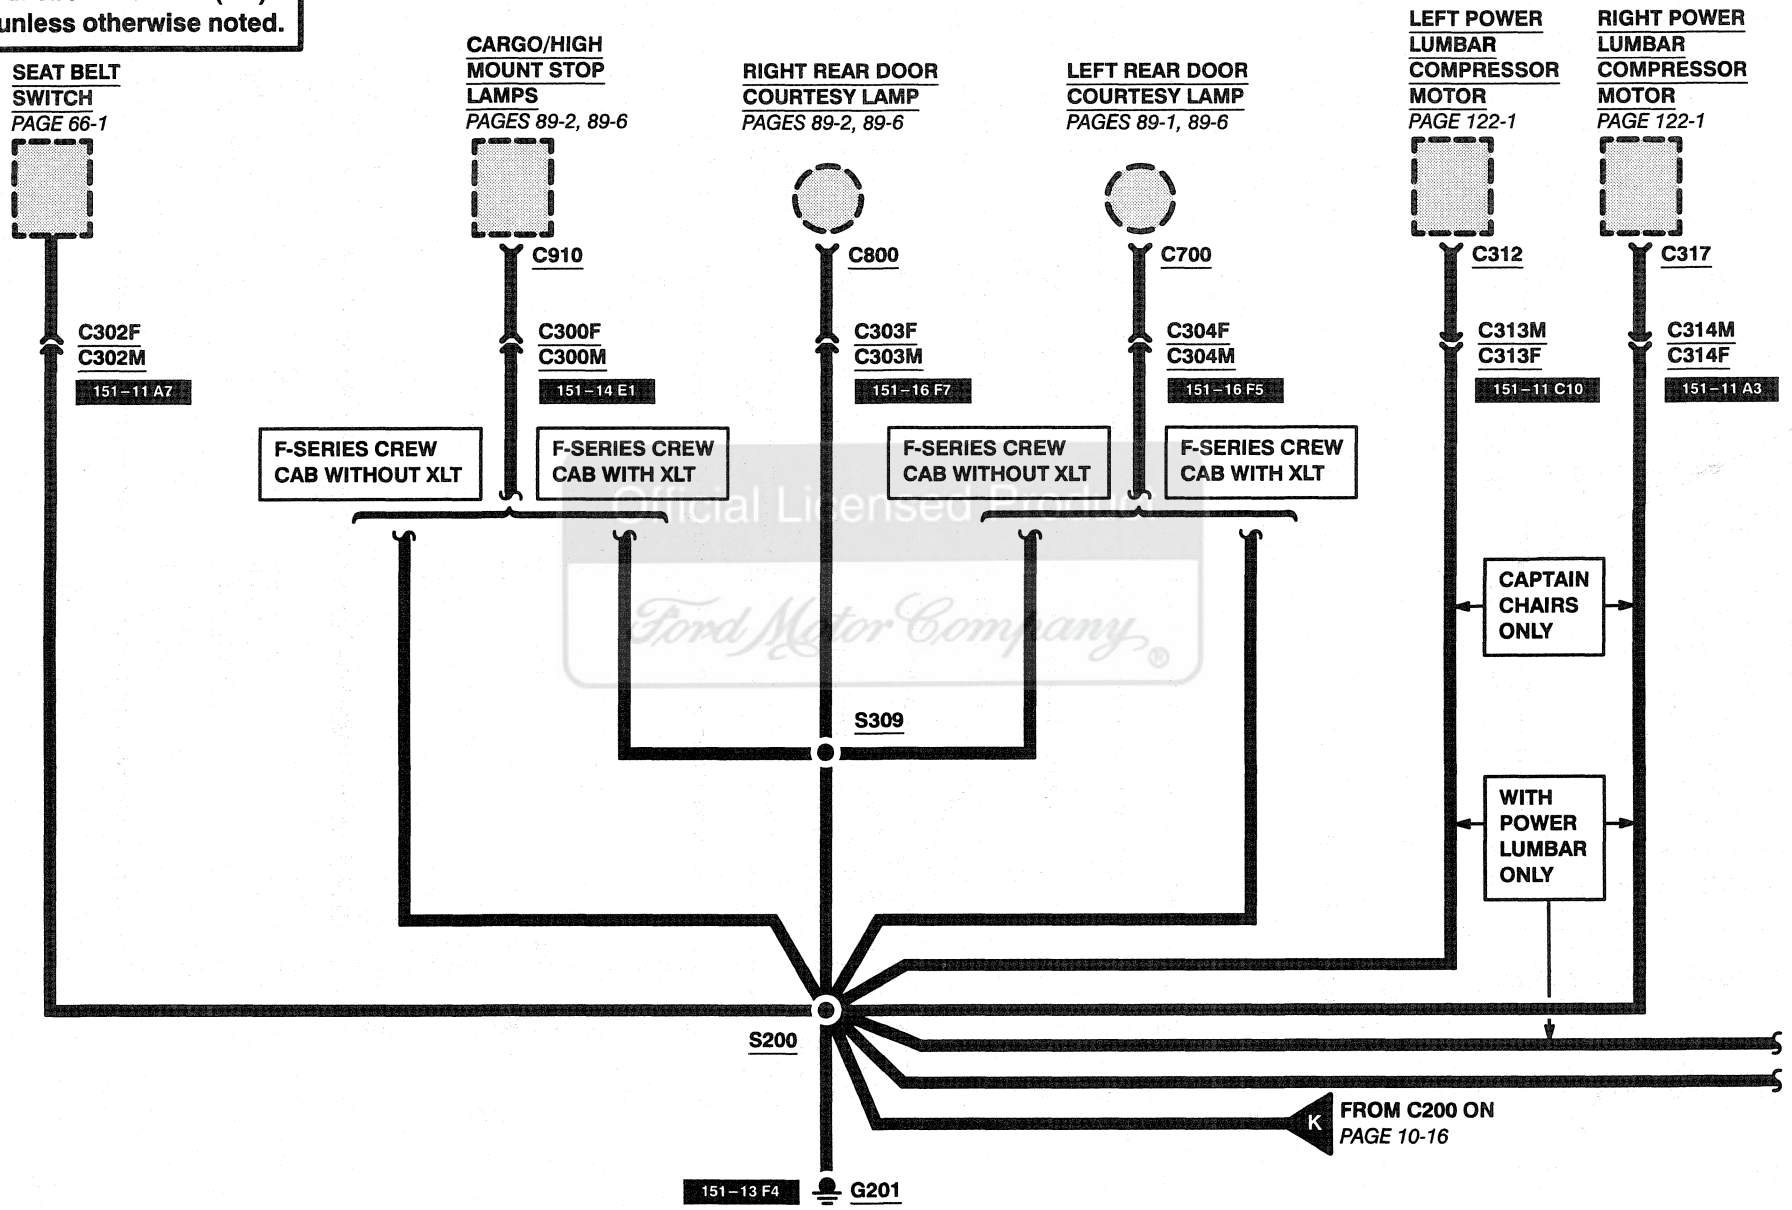 unless otherwise noted.
SEAT BELT
SWITCH
PAGE 66-1
CARGO/HIGH
MOUNT STOP
LAMPS
PAGES 89-2, 89-6
RIGHT REAR DOOR
COURTESY LAMP
PAGES 89-2, 89-6
LEFT REAR DOOR
COURTESY LAMP
PAGES 89-1, 89-6
LEFT POWER
LUMBAR
COMPRESSOR
MOTOR
PAGE 122-1
RIGHT POWER
LUMBAR
COMPRESSOR
MOTOR
PAGE 122-1
C910
C800
C700
C312
C317
C302F
C302M
151-11 A7
C300F
C300M
151-14 E1
C303F
C303M
151-16 F7
C304F
C304M
151-16 F5
C313M
C313F
151-11 C10
C314M
C314F
151-11 A3
F-SERIES CREW
CAB WITHOUT XLT
F-SERIES CREW
CAB WITH XLT
F-SERIES CREW
CAB WITHOUT XLT
F-SERIES CREW
CAB WITH XLT
Official Licensed Product
Ford Motor Company®
CAPTAIN
CHAIRS
ONLY
S309
WITH
POWER
LUMBAR
ONLY
S200
K
FROM C200 ON
PAGE 10-16
151-13 F4
G201